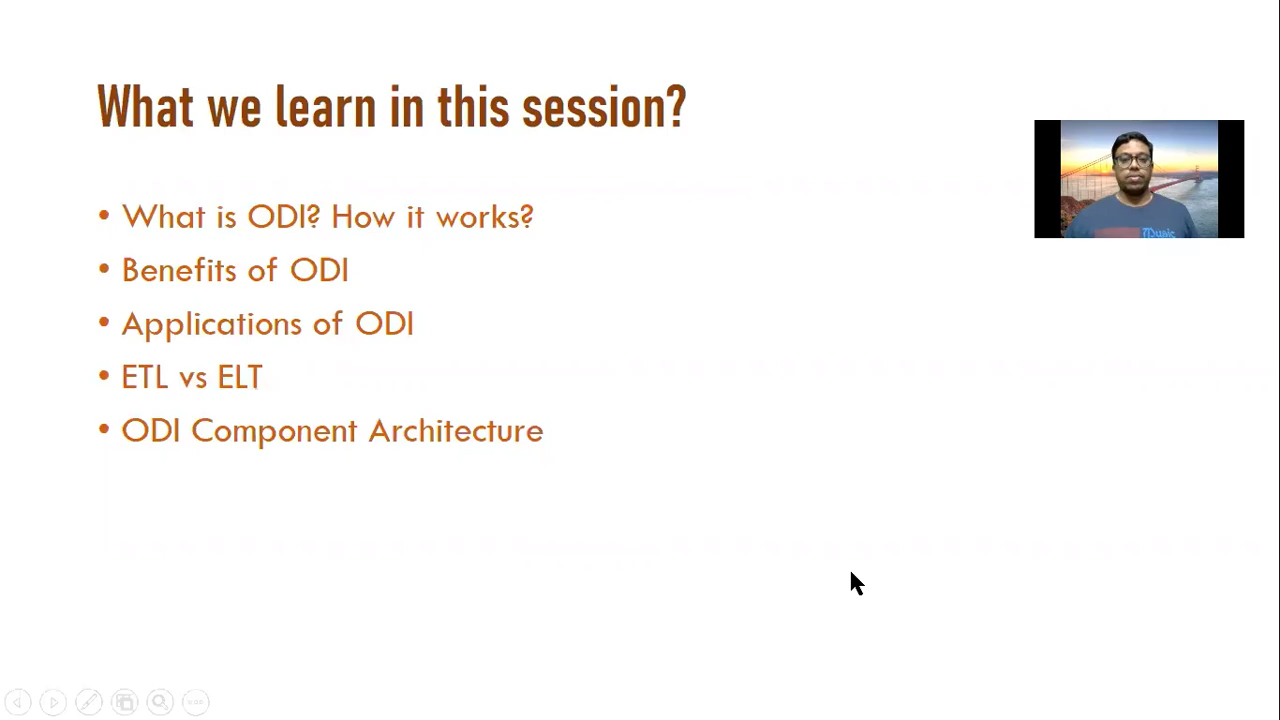 What we learn in this session?
• What is ODI? How it works?
• Benefits of ODI
• Applications of ODI
• ETL vs ELT
• ODI Component Architecture
Music